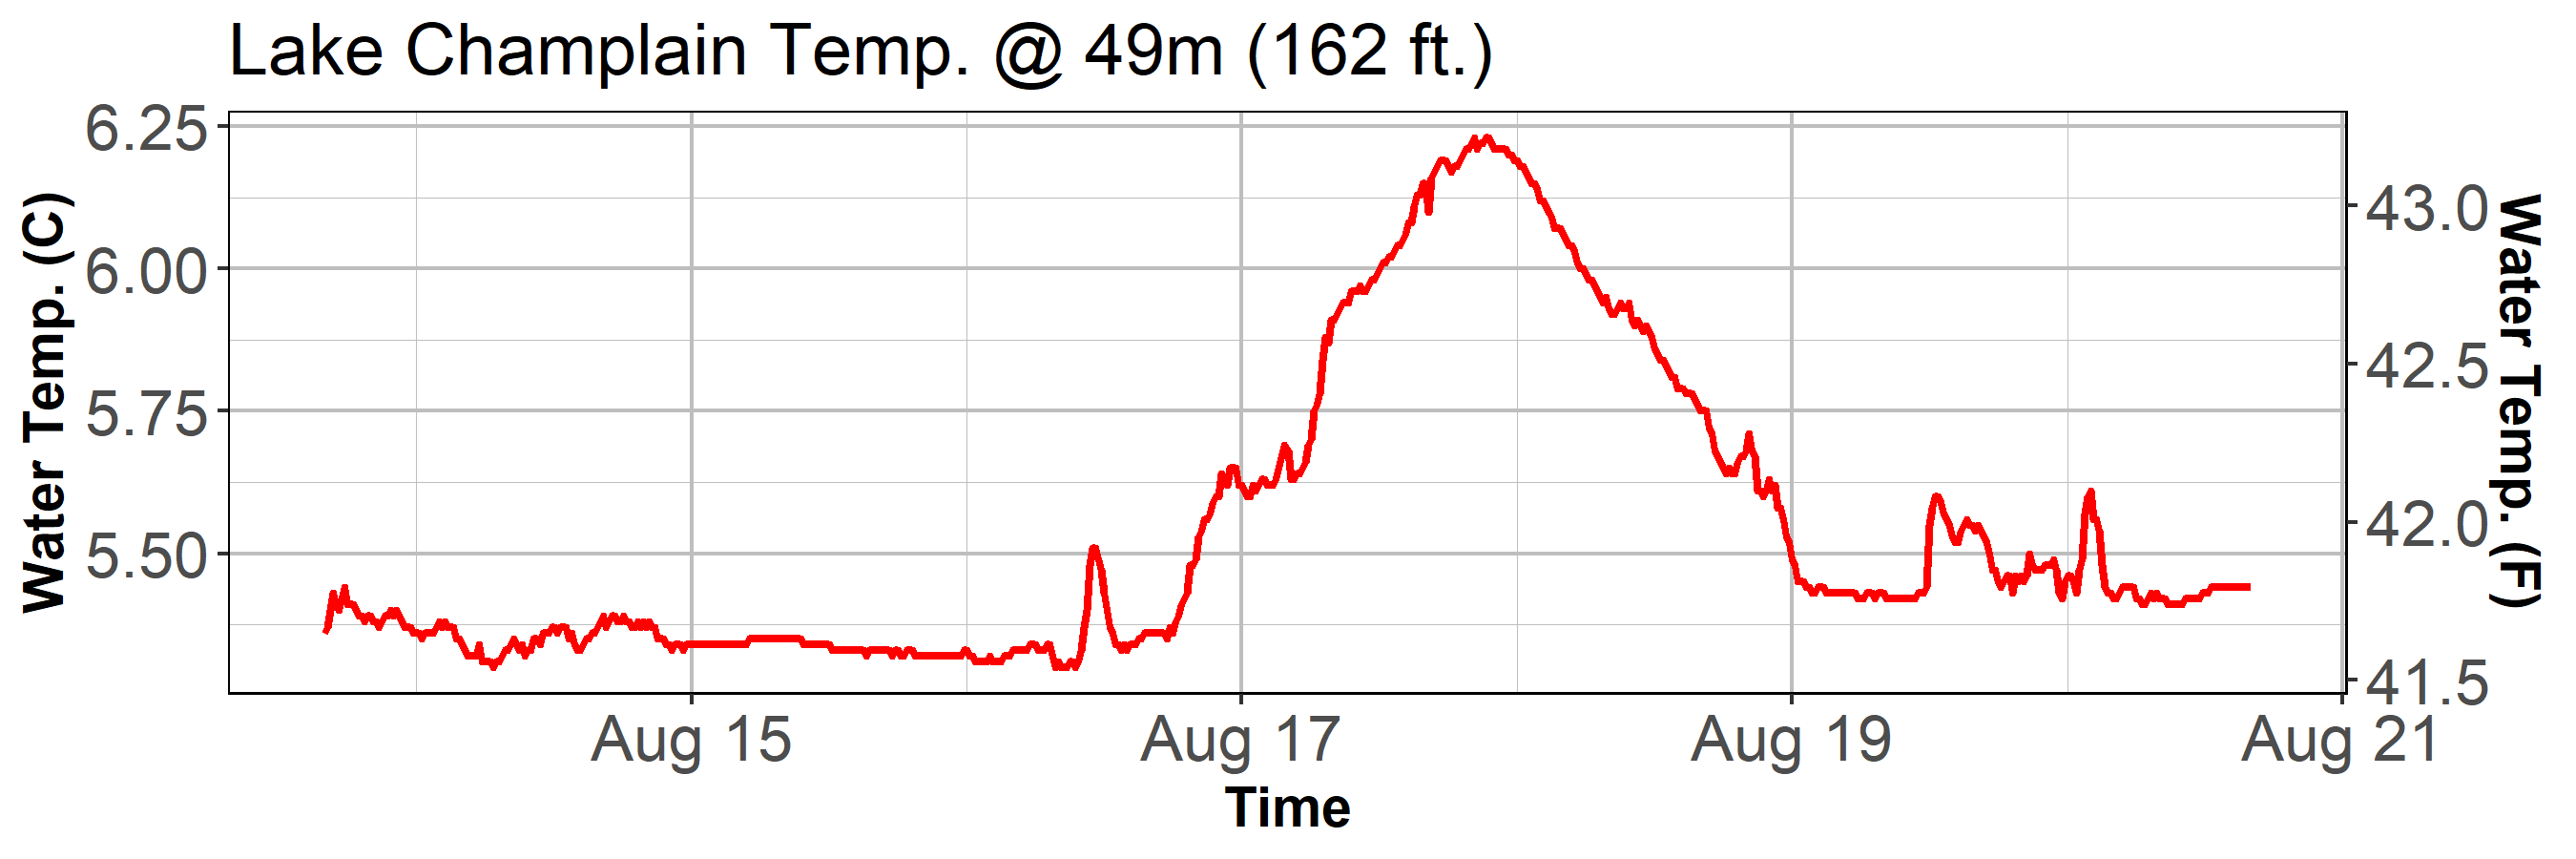 Lake Champlain Temp. @ 49m (162 ft.)
Water Temp. (C)
6.25
6.00
5.75
5.50
43.0
42.5
42.0
41.5
Water Temp. (F)
Aug 15
Aug 17
Aug 19
Aug 21
Time